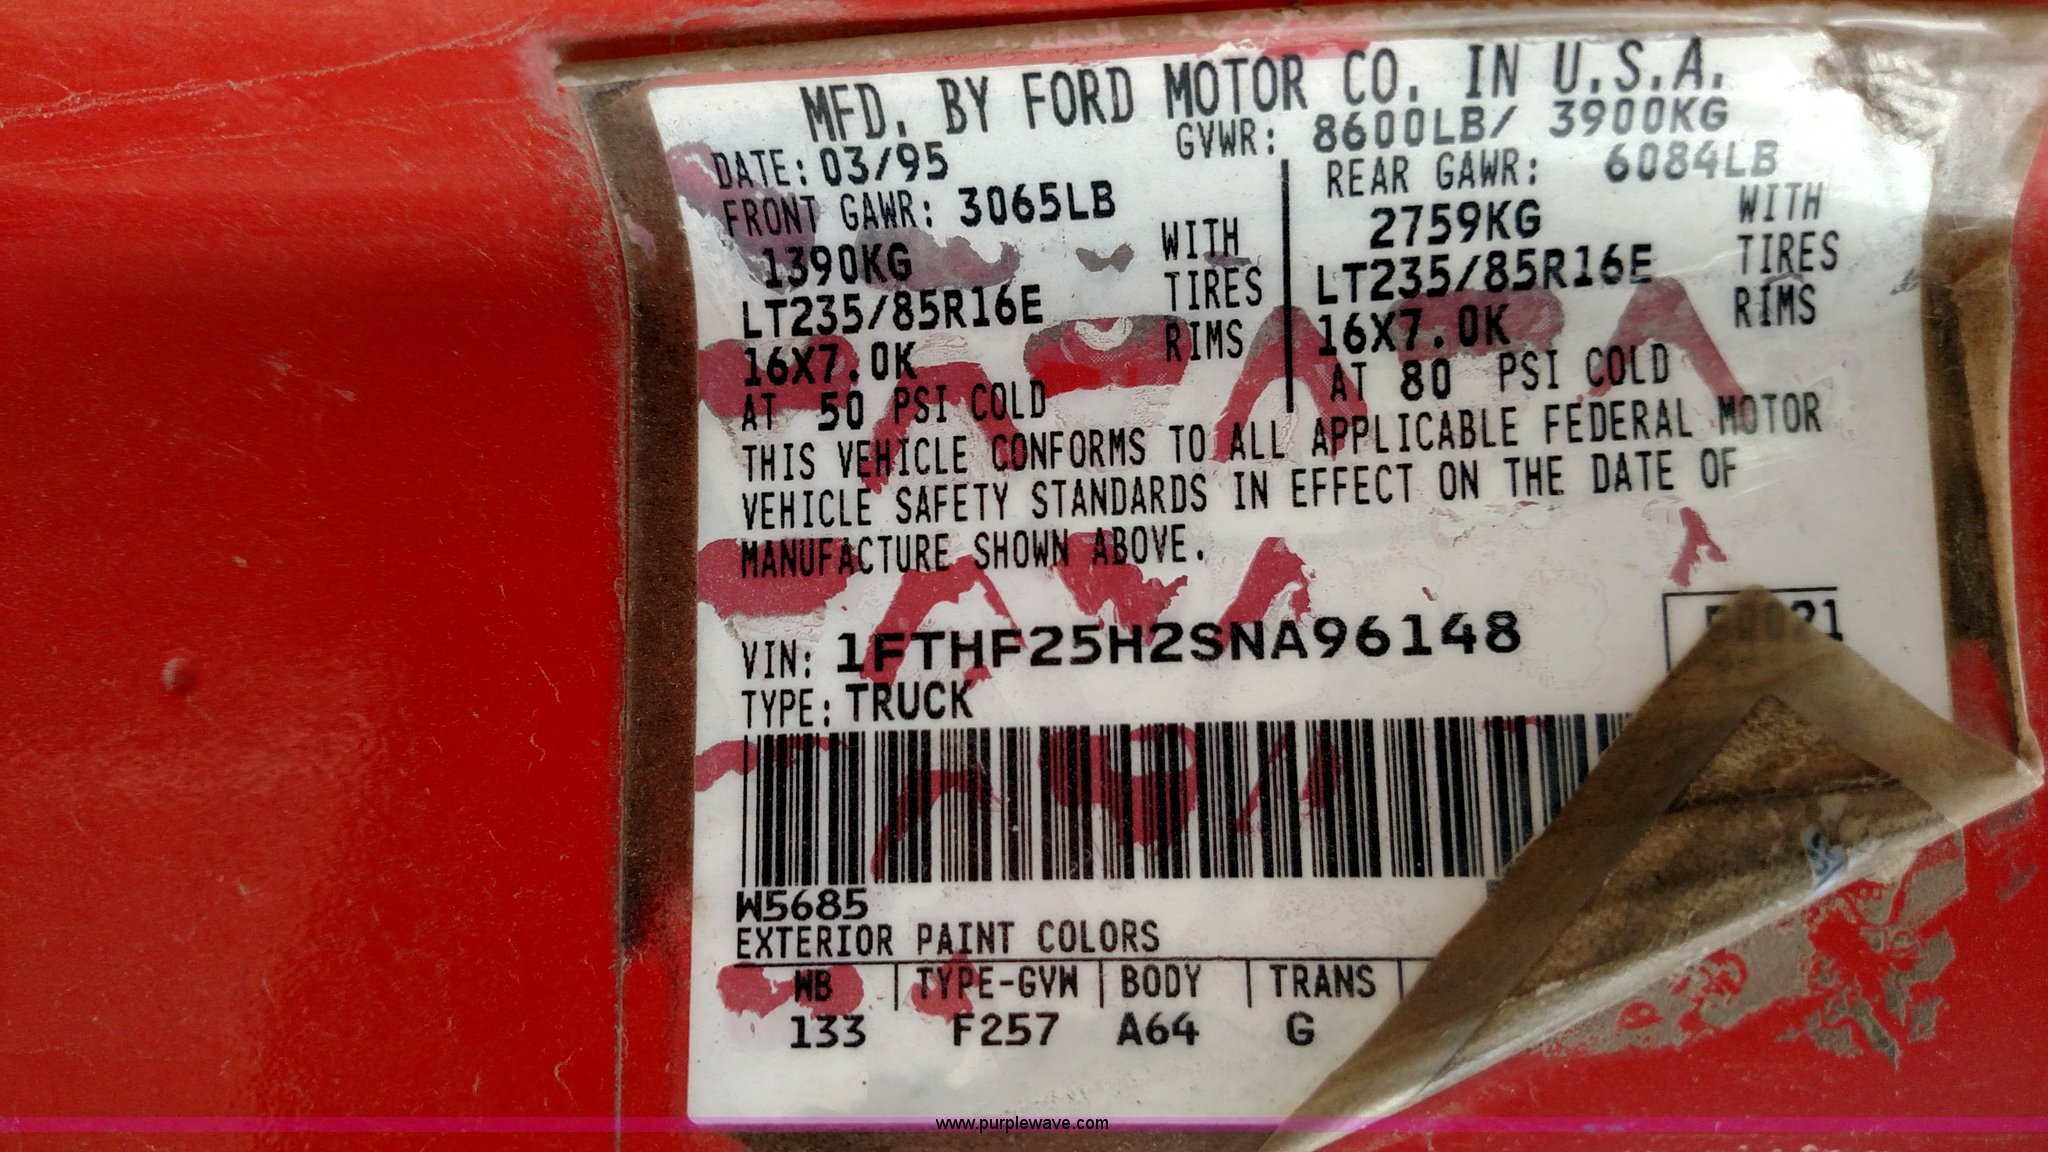 MFD. BY FORD MOTOR CO. IN U.S.A.
DATE: 03/95 GVWR: 8600LB/ 3900KG
FRONT GAWR: 3065LB REAR GAWR: 6084LB
1390KG WITH 2759KG WITH
LT235/85R16E TIRES LT235/85R16E TIRES
16X7.0K RIMS 16X7.0K RIMS
AT 50 PSI COLD AT 80 PSI COLD
THIS VEHICLE CONFORMS TO ALL APPLICABLE FEDERAL MOTOR
VEHICLE SAFETY STANDARDS IN EFFECT ON THE DATE OF
MANUFACTURE SHOWN ABOVE.
VIN: 1FTHF25H2SNA96148
TYPE: TRUCK
W5685
EXTERIOR PAINT COLORS
WB | TYPE-GVW | BODY | TRANS |
133 F257 A64 G
www.purplewave.com